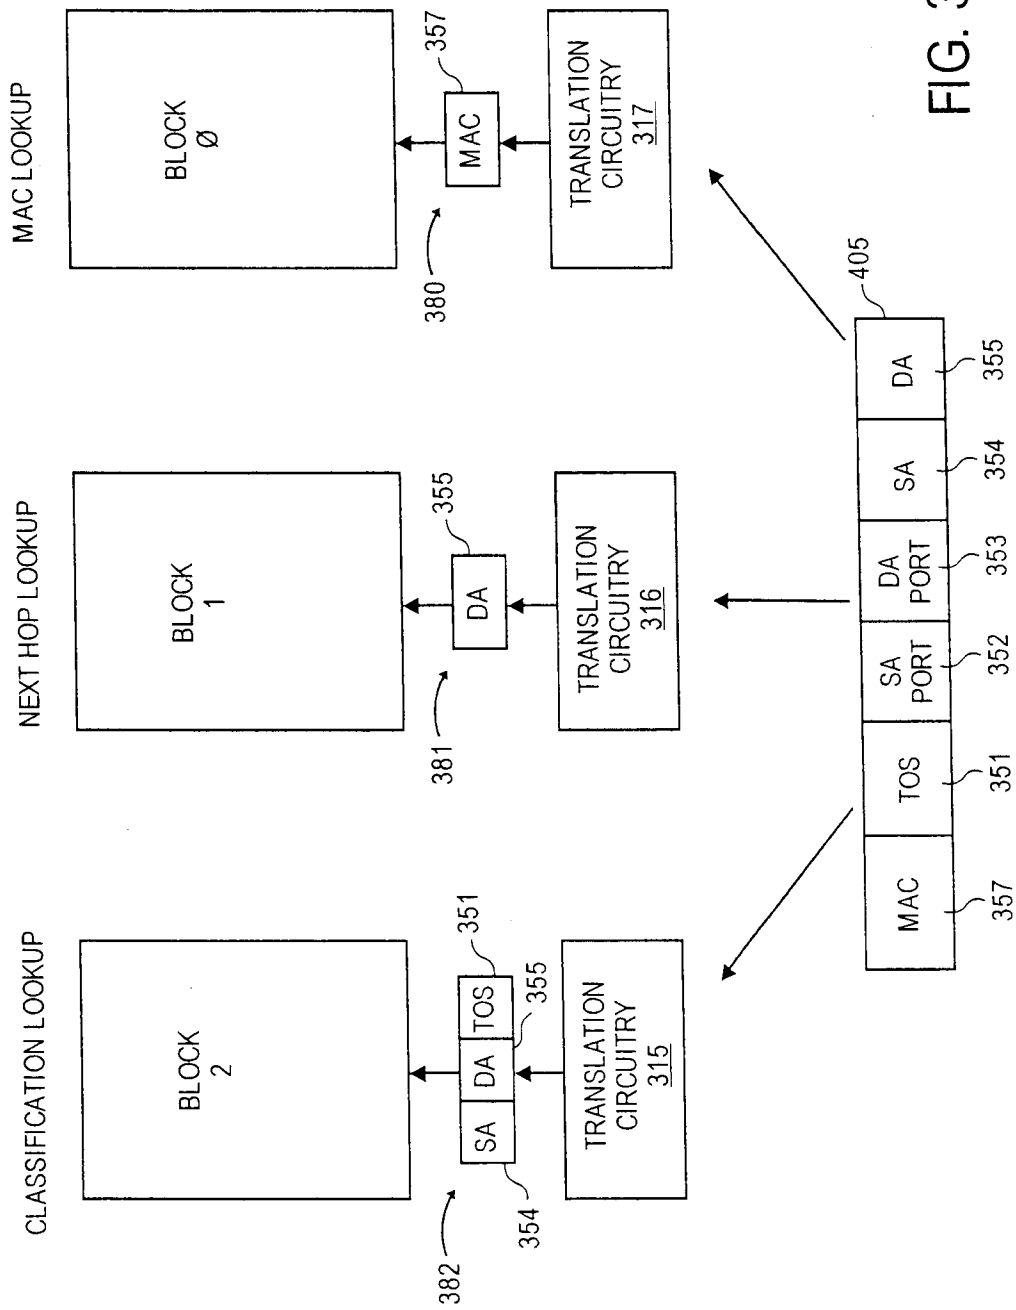 CLASSIFICATION LOOKUP
BLOCK
2
382
SA
DA
TOS
351
354
355
TRANSLATION
CIRCUITRY
315
NEXT HOP LOOKUP
BLOCK
1
381
DA
355
TRANSLATION
CIRCUITRY
316
MAC LOOKUP
BLOCK
Ø
380
MAC
357
TRANSLATION
CIRCUITRY
317
405
MAC
TOS
SA
PORT
DA
PORT
SA
DA
357
351
352
353
354
355
FIG. 3